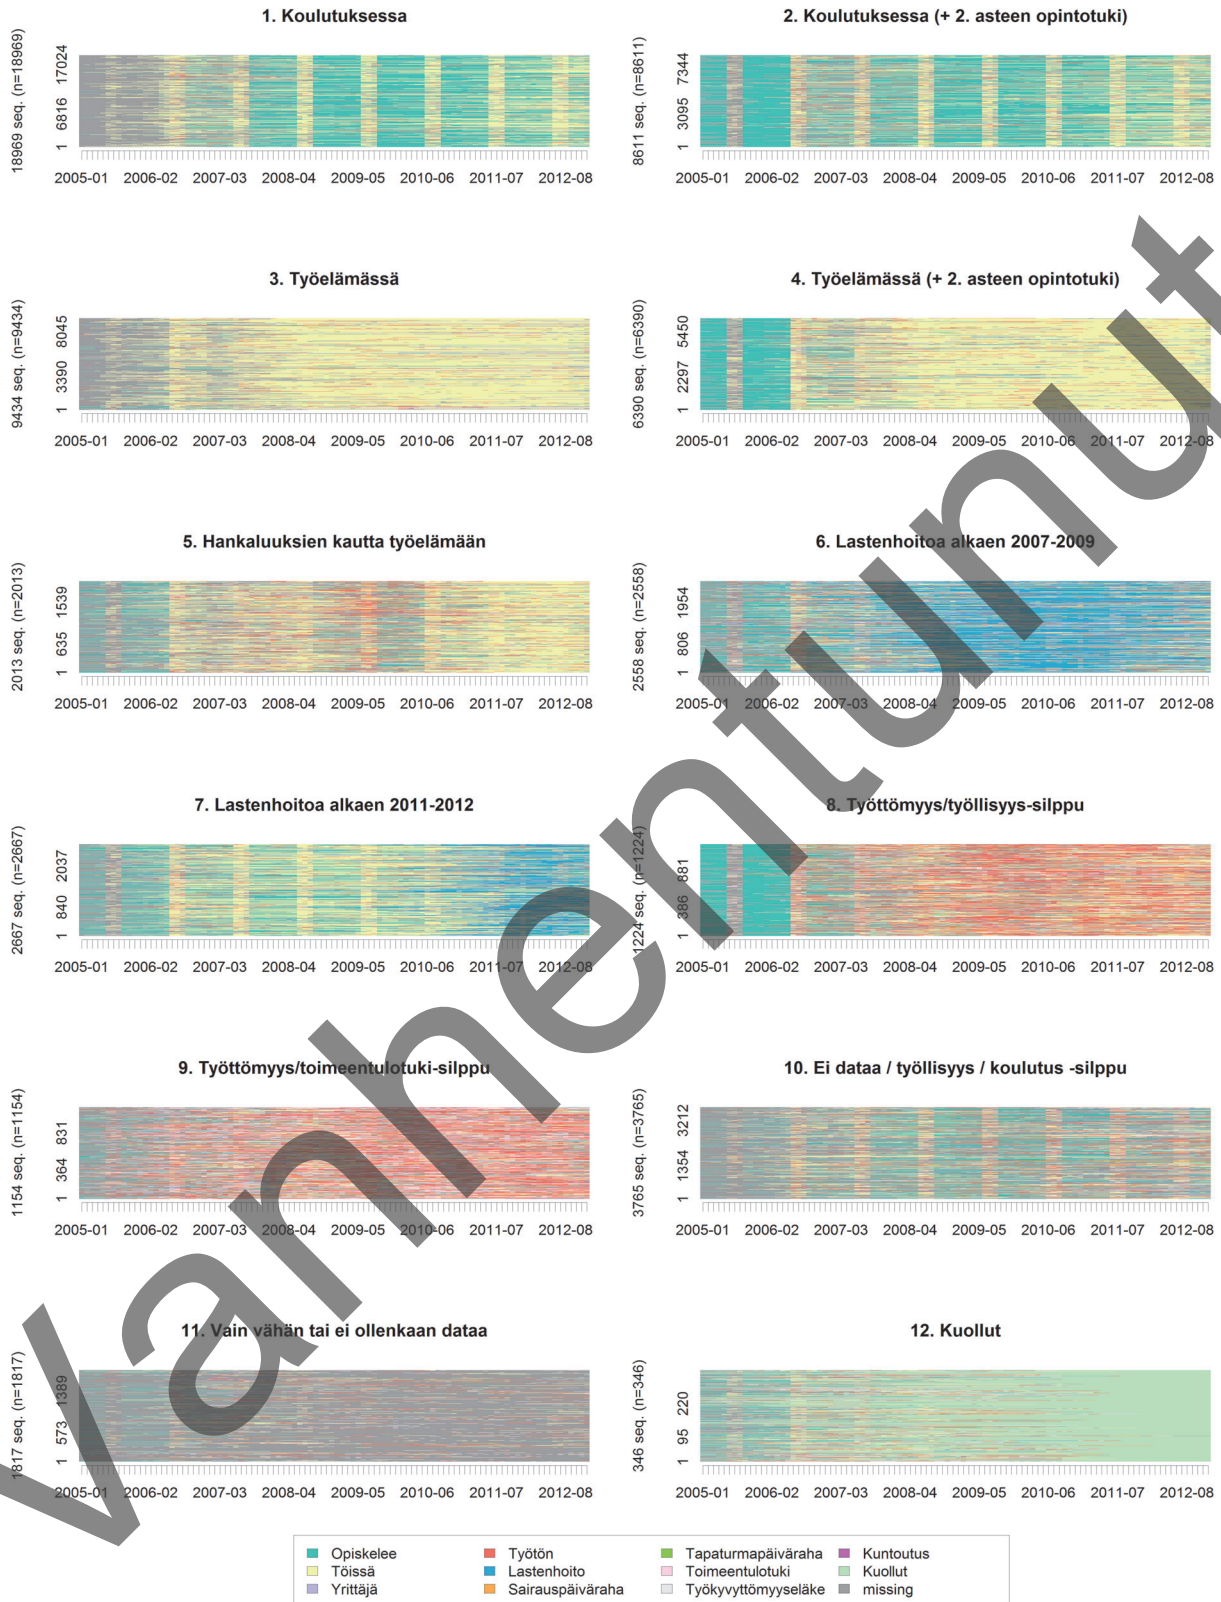 1. Koulutuksessa
18969 seq. (n=18969)
1 6816 17024
2005-01 2006-02 2007-03 2008-04 2009-05 2010-06 2011-07 2012-08
2. Koulutuksessa (+ 2. asteen opintotuki)
8611 seq. (n=8611)
1 3095 7344
2005-01 2006-02 2007-03 2008-04 2009-05 2010-06 2011-07 2012-08
3. Työelämässä
9434 seq. (n=9434)
1 3390 8045
2005-01 2006-02 2007-03 2008-04 2009-05 2010-06 2011-07 2012-08
4. Työelämässä (+ 2. asteen opintotuki)
6390 seq. (n=6390)
1 2297 5450
2005-01 2006-02 2007-03 2008-04 2009-05 2010-06 2011-07 2012-08
5. Hankaluuksien kautta työelämään
2013 seq. (n=2013)
1 635 1539
2005-01 2006-02 2007-03 2008-04 2009-05 2010-06 2011-07 2012-08
6. Lastenhoitoa alkaen 2007-2009
2558 seq. (n=2558)
1 806 1954
2005-01 2006-02 2007-03 2008-04 2009-05 2010-06 2011-07 2012-08
7. Lastenhoitoa alkaen 2011-2012
2667 seq. (n=2667)
1 840 2037
2005-01 2006-02 2007-03 2008-04 2009-05 2010-06 2011-07 2012-08
8. Työttömyys/työllisyys-silppu
1224 seq. (n=1224)
1 386 881
2005-01 2006-02 2007-03 2008-04 2009-05 2010-06 2011-07 2012-08
9. Työttömyys/toimeentulotuki-silppu
1154 seq. (n=1154)
1 364 831
2005-01 2006-02 2007-03 2008-04 2009-05 2010-06 2011-07 2012-08
10. Ei dataa / työllisyys / koulutus -silppu
3765 seq. (n=3765)
1 1354 3212
2005-01 2006-02 2007-03 2008-04 2009-05 2010-06 2011-07 2012-08
11. Vain vähän tai ei ollenkaan dataa
1817 seq. (n=1817)
1 573 1389
2005-01 2006-02 2007-03 2008-04 2009-05 2010-06 2011-07 2012-08
12. Kuollut
346 seq. (n=346)
1 95 220
2005-01 2006-02 2007-03 2008-04 2009-05 2010-06 2011-07 2012-08
Opiskelee Työtön Tapaturmapäiväraha Kuntoutus
Töissä Lastenhoito Toimeentulotuki Kuollut
Yrittäjä Sairauspäiväraha Työkyvyttömyyseläke missing
Vanhentunut